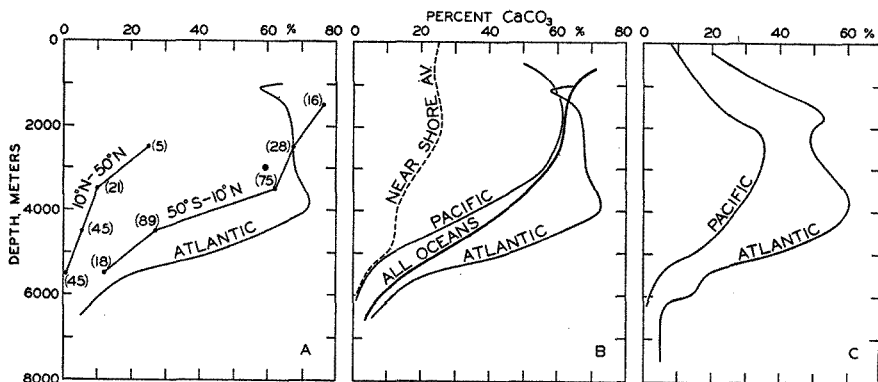 PERCENT CaCO₃
0 20 40 60 % 0 20 40 60 % 80 0 20 40 60 80
0
2000
4000
6000
8000
DEPTH, METERS
10°N-50°N
(5)
(21)
(45)
(45)
50°S-10°N
(16)
(28)
(75)
(89)
(18)
ATLANTIC
A
NEAR SHORE AV.
PACIFIC
ALL OCEANS
ATLANTIC
B
PACIFIC
ATLANTIC
C